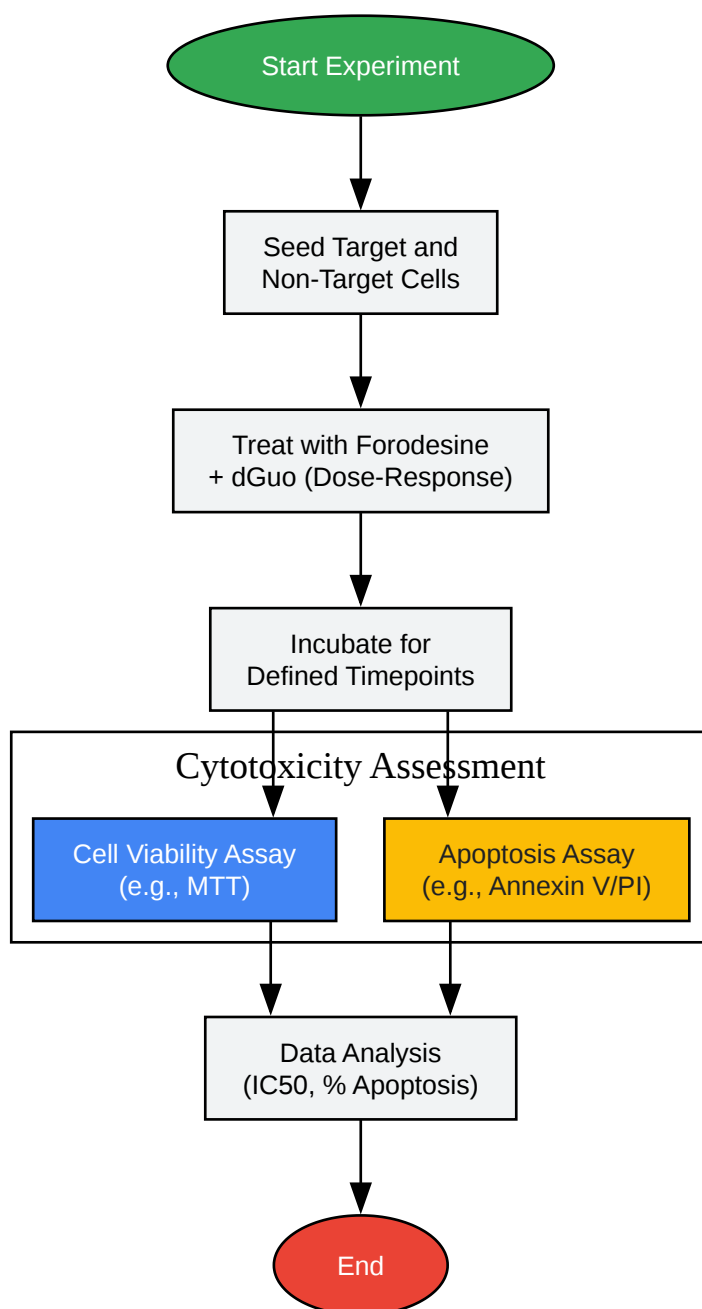 Start Experiment
Seed Target and
Non-Target Cells
Treat with Forodesine
+ dGuo (Dose-Response)
Incubate for
Defined Timepoints
Cytotoxicity Assessment
Cell Viability Assay
(e.g., MTT)
Apoptosis Assay
(e.g., Annexin V/PI)
Data Analysis
(IC50, % Apoptosis)
End